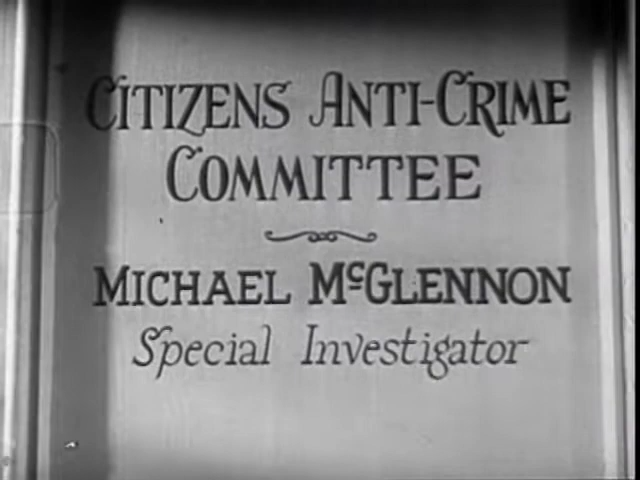 CITIZENS ANTI-CRIME
COMMITTEE
MICHAEL McGLENNON
Special Investigator